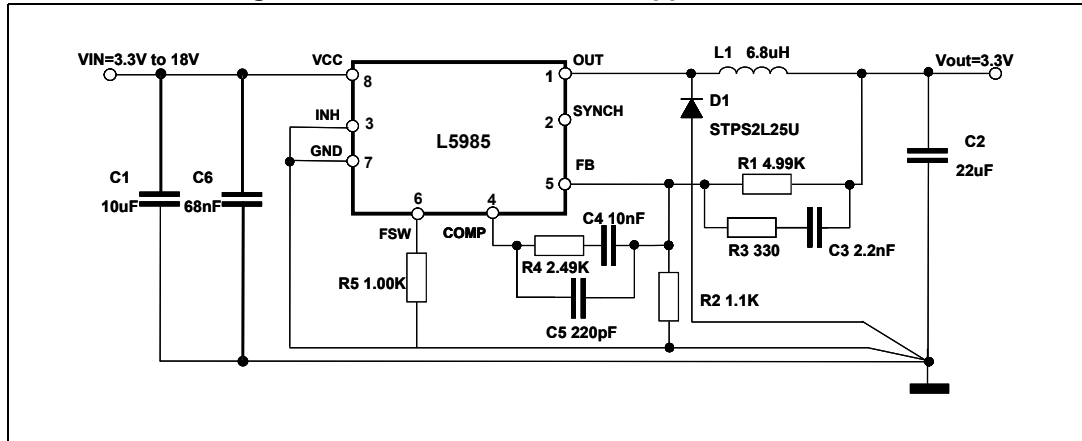 VIN=3.3V to 18V
VCC
8
INH
3
GND
7
L5985
1
OUT
2
SYNCH
FB
5
6
FSW
4
COMP
L1 6.8uH
Vout=3.3V
D1
STPS2L25U
C1
10uF
C6
68nF
C2
22uF
R1 4.99K
R3 330
C3 2.2nF
C4 10nF
R4 2.49K
C5 220pF
R5 1.00K
R2 1.1K